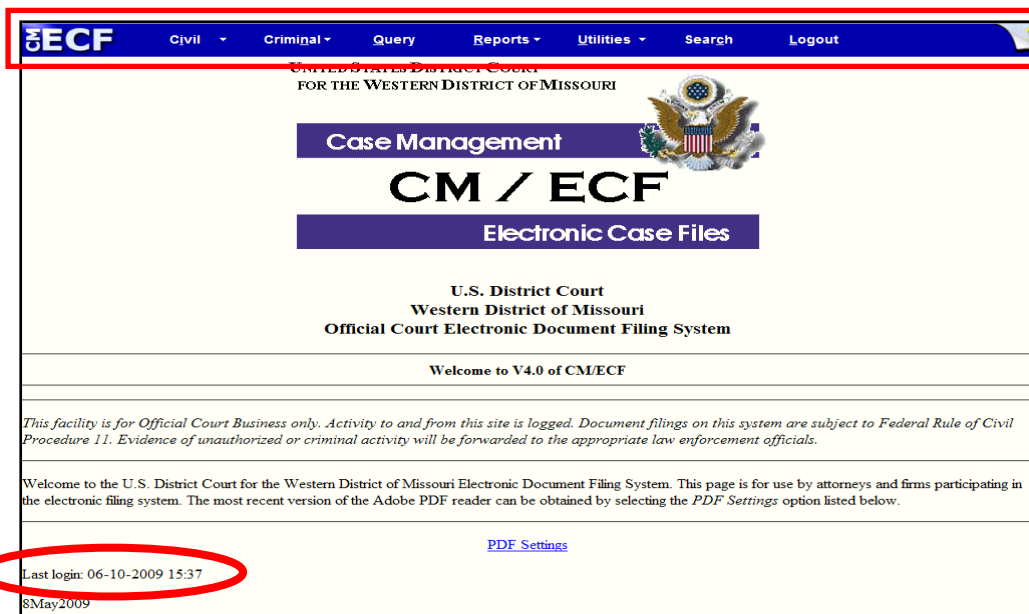 CM ECF Civil Criminal Query Reports Utilities Search Logout
UNITED STATES DISTRICT COURT
FOR THE WESTERN DISTRICT OF MISSOURI
Case Management
CM / ECF
Electronic Case Files
U.S. District Court
Western District of Missouri
Official Court Electronic Document Filing System
Welcome to V4.0 of CM/ECF
This facility is for Official Court Business only. Activity to and from this site is logged. Document filings on this system are subject to Federal Rule of Civil
Procedure 11. Evidence of unauthorized or criminal activity will be forwarded to the appropriate law enforcement
officials.
Welcome to the U.S. District Court for the Western District of Missouri Electronic Document Filing System. This page is for use by attorneys and firms participating in
the electronic filing system. The most recent version of the Adobe PDF reader can be obtained by selecting the PDF Settings option listed below.
PDF Settings
Last login: 06-10-2009 15:37
8May2009